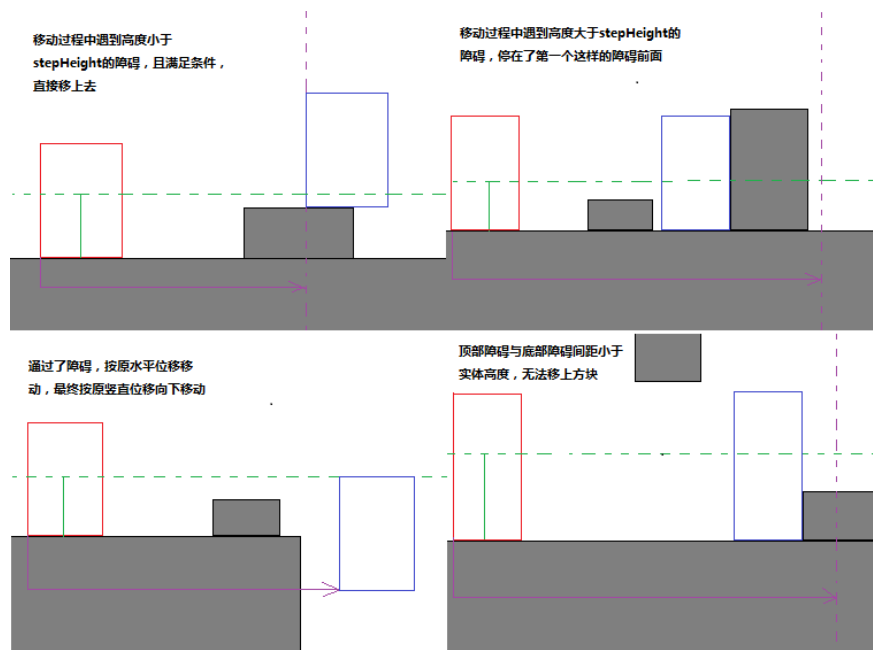 移动过程中遇到高度小于
stepHeight的障碍，且满足条件，
直接移上去
移动过程中遇到高度大于stepHeight的
障碍，停在了第一个这样的障碍前面
通过了障碍，按原水平位移移
动，最终按原竖直位移向下移动
顶部障碍与底部障碍间距小于
实体高度，无法移上方块